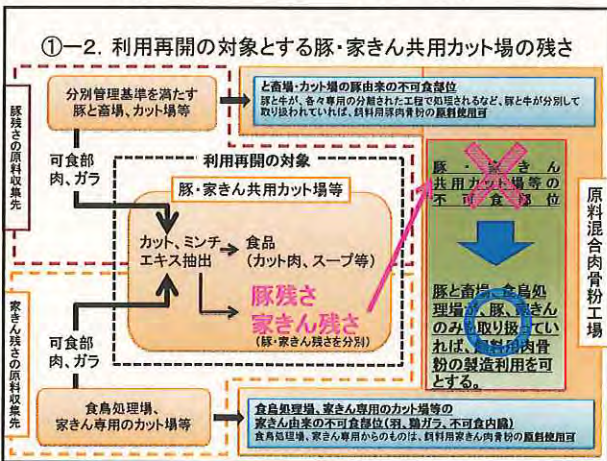 ①-2. 利用再開の対象とする豚・家きん共用カット場の残さ
豚残さの原料収集先
分別管理基準を満たす
豚と畜場、カット場等
と畜場・カット場の豚由来の不可食部位
豚と牛が、各々専用の分離された工程で処理されるなど、豚と牛が分別して
取り扱われていれば、飼料用豚肉骨粉の原料使用可
可食部
肉、ガラ
利用再開の対象
豚・家きん共用カット場等
カット、ミンチ
エキス抽出
食品
(カット肉、スープ等)
豚残さ
家きん残さ
(豚・家きん残さを分別)
豚・家きん
共用カット場等の
不可食部位
豚と畜場、食鳥処
理場が、豚、家きん
のみを取り扱ってい
れば、飼料用肉骨
粉の製造利用を可
とする。
原料混合肉骨粉工場
家きん残さの原料収集先
可食部
肉、ガラ
食鳥処理場、
家きん専用のカット場等
食鳥処理場、家きん専用のカット場等の
家きん由来の不可食部位(羽、鶏ガラ、不可食内臓)
食鳥処理場、家きん専用からのものは、飼料用家きん肉骨粉の原料使用可